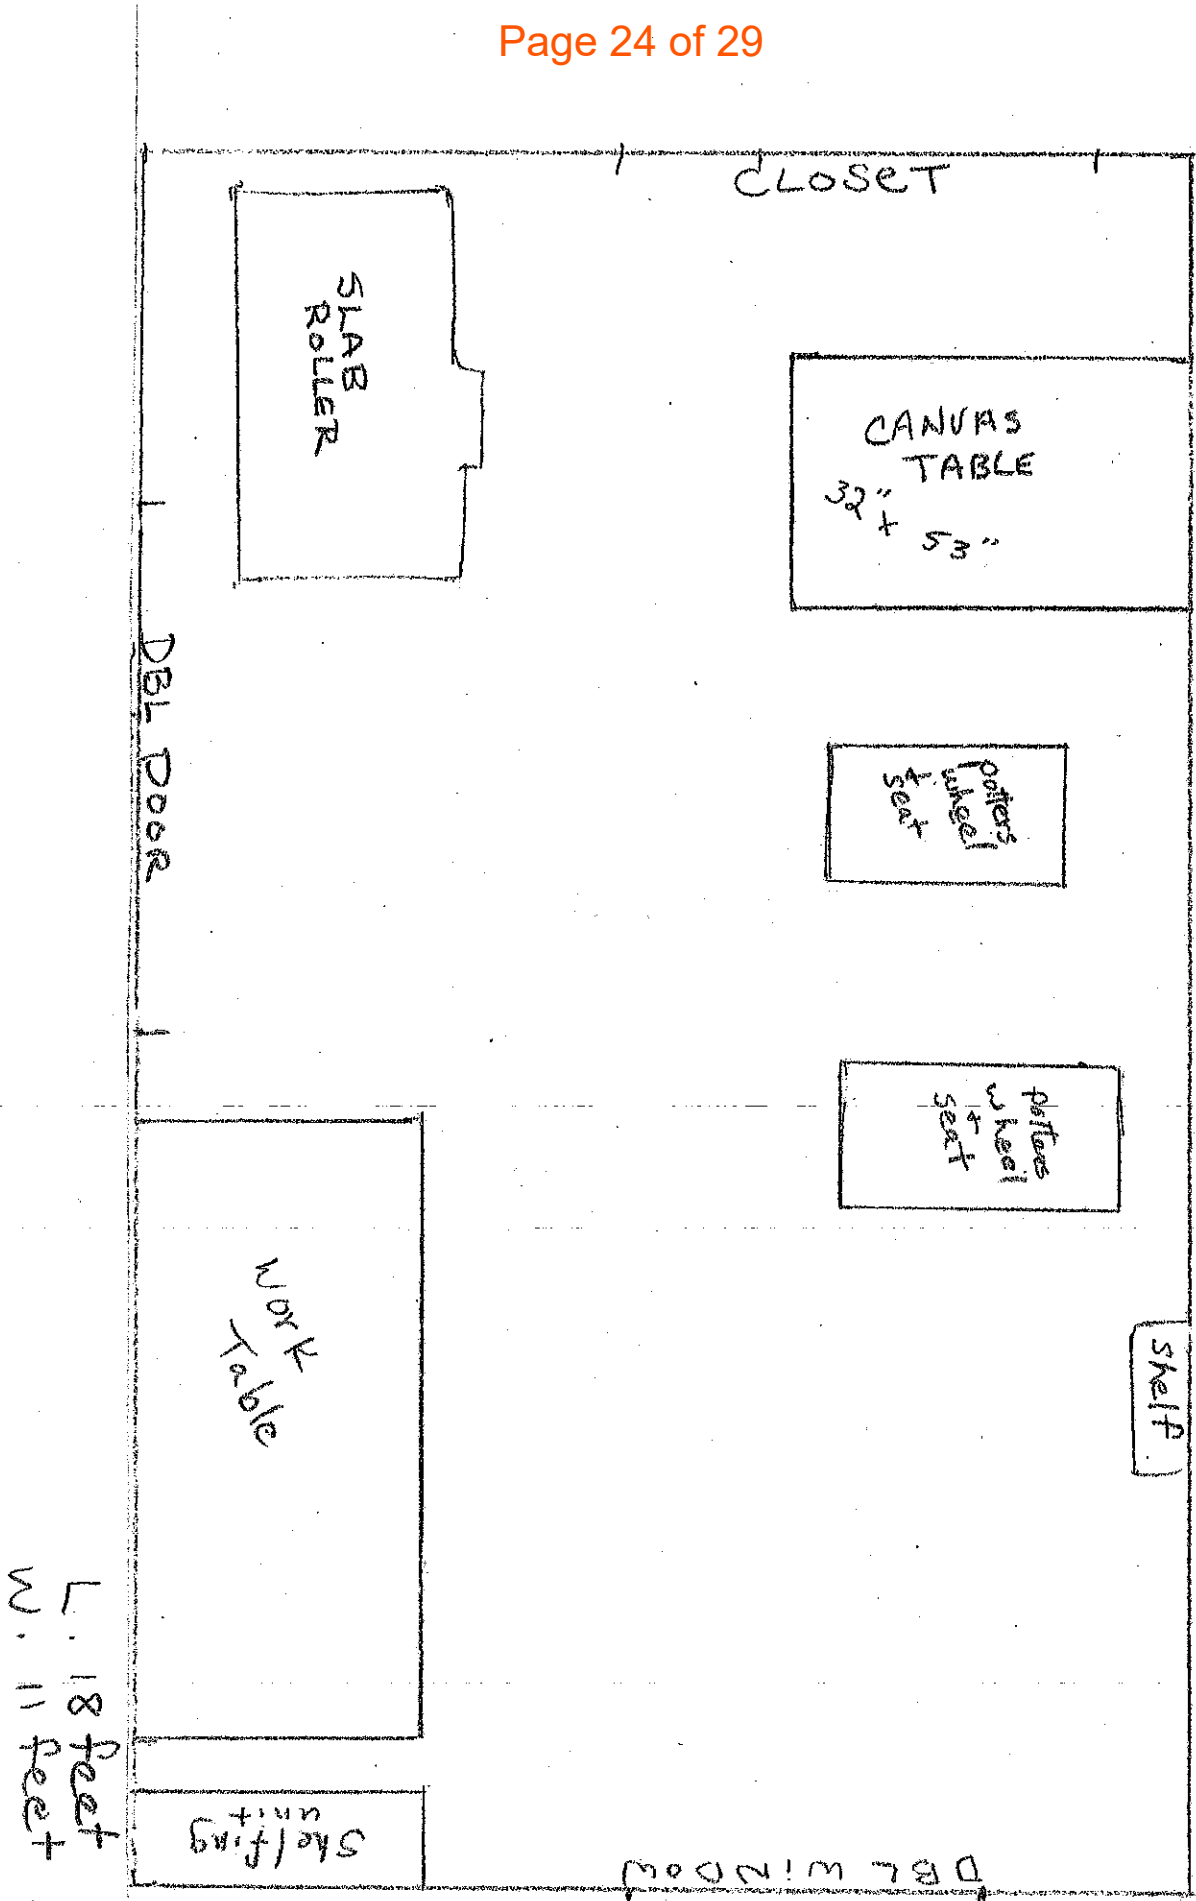 Page 24 of 29
CLOSET
SLAB
ROLLER
CANVAS
TABLE
32"
+
53"
DBL DOOR
potters
wheel
+
seat
potters
wheel
+
seat
shelf
Work
Table
L. 18 feet
W. 11 feet
Shelfing
unit
DBL WINDOW